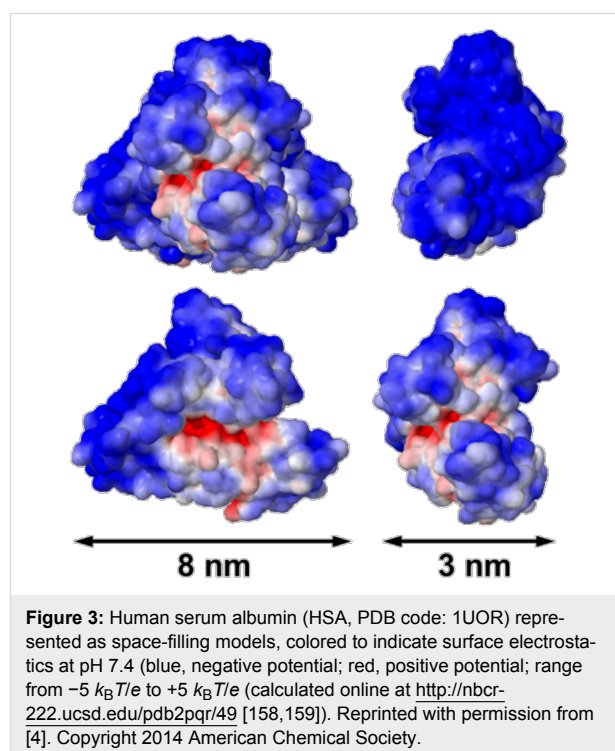 8 nm 3 nm
Figure 3: Human serum albumin (HSA, PDB code: 1UOR) repre-
sented as space-filling models, colored to indicate surface electrosta-
tics at pH 7.4 (blue, negative potential; red, positive potential; range
from −5 kBT/e to +5 kBT/e (calculated online at http://nbcr-
222.ucsd.edu/pdb2pqr/49 [158,159]). Reprinted with permission from
[4]. Copyright 2014 American Chemical Society.